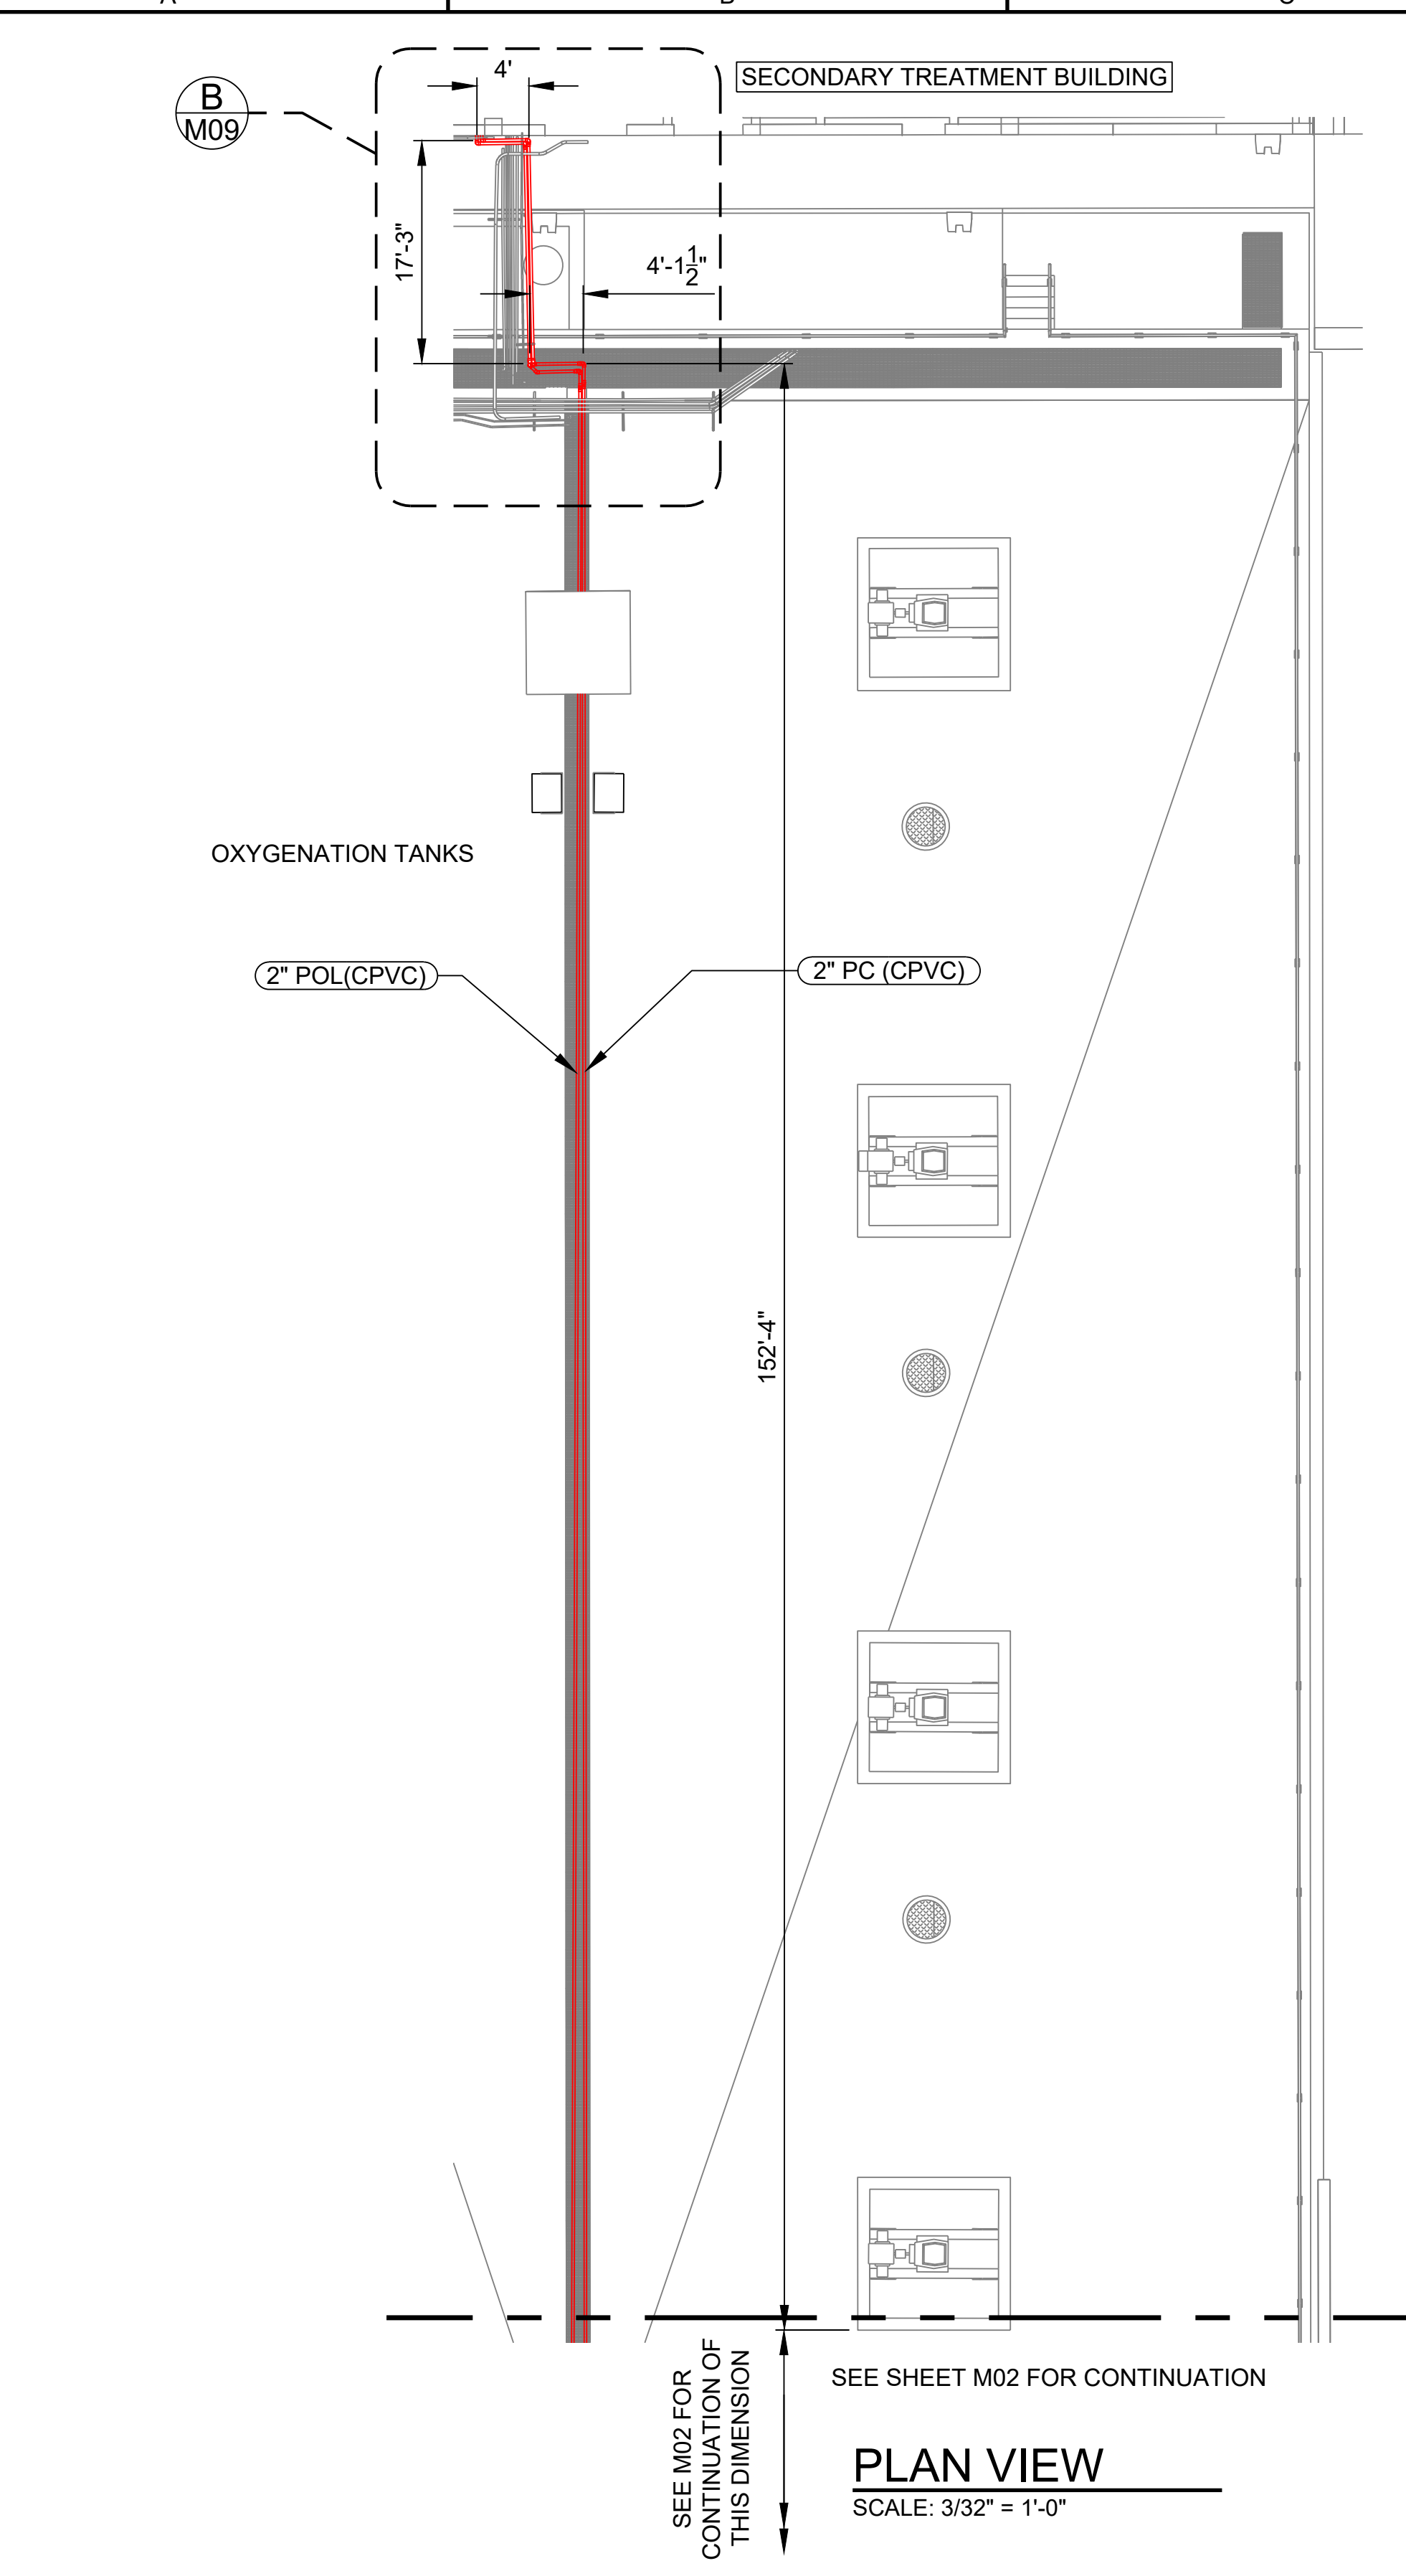 A
B
C
4'
SECONDARY TREATMENT BUILDING
B
M09
17'-3"
4'-1 1/2"
OXYGENATION TANKS
2" POL(CPVC)
2" PC (CPVC)
152'-4"
SEE M02 FOR
CONTINUATION OF
THIS DIMENSION
SEE SHEET M02 FOR CONTINUATION
PLAN VIEW
SCALE: 3/32" = 1'-0"